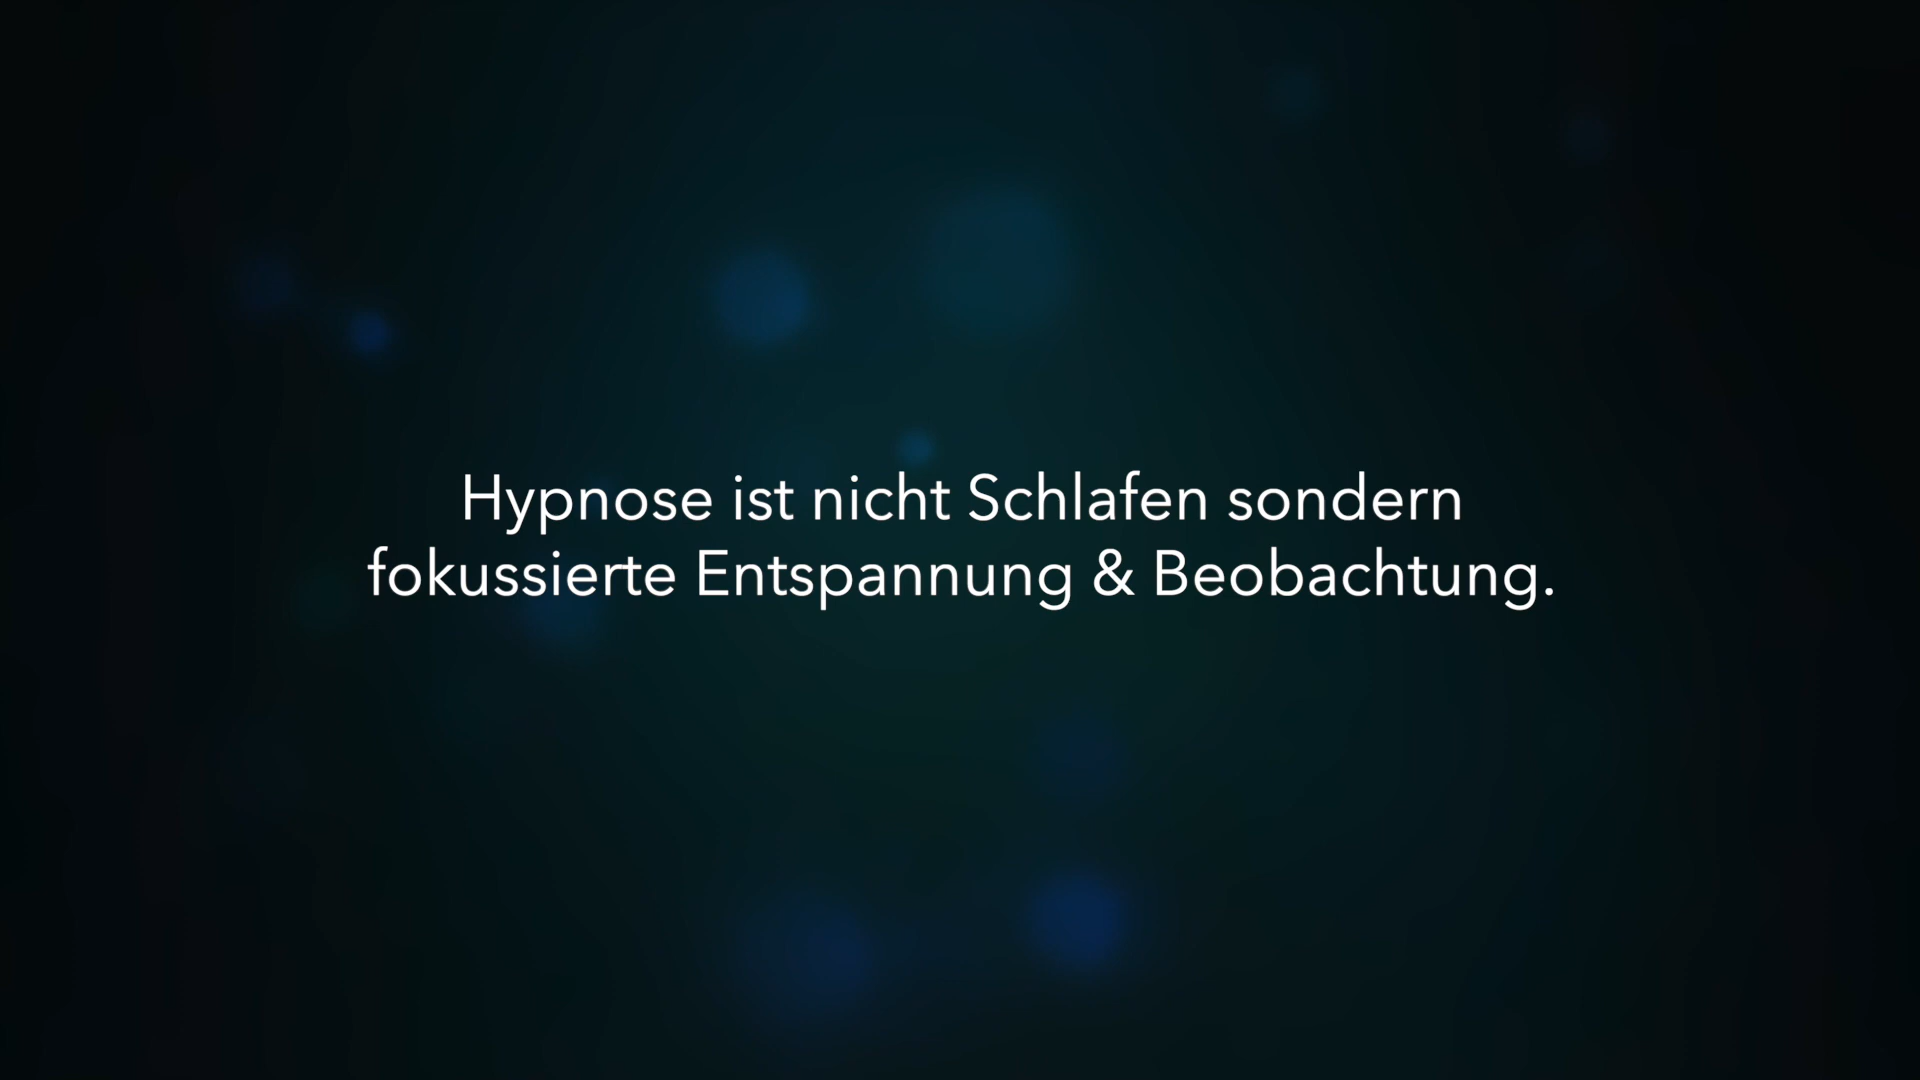 Hypnose ist nicht Schlafen sondern
fokussierte Entspannung & Beobachtung.